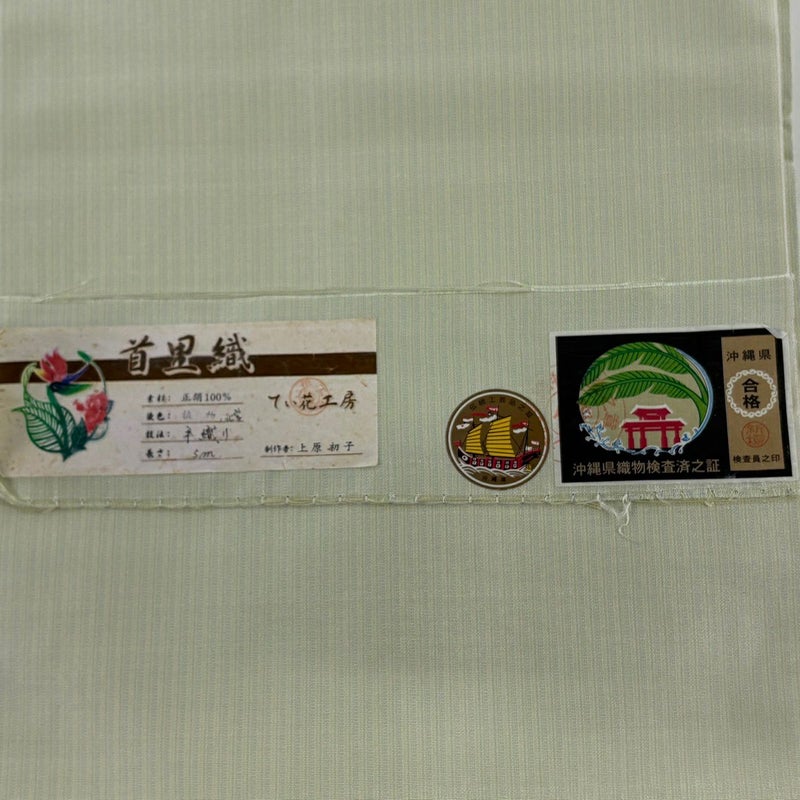 首里織
素材: 正絹100%
染色:
技法: 手織り
長さ: 5m
てぃ花工房
制作者: 上原初子
沖縄県
合格
検査員之印
沖縄県織物検査済之証